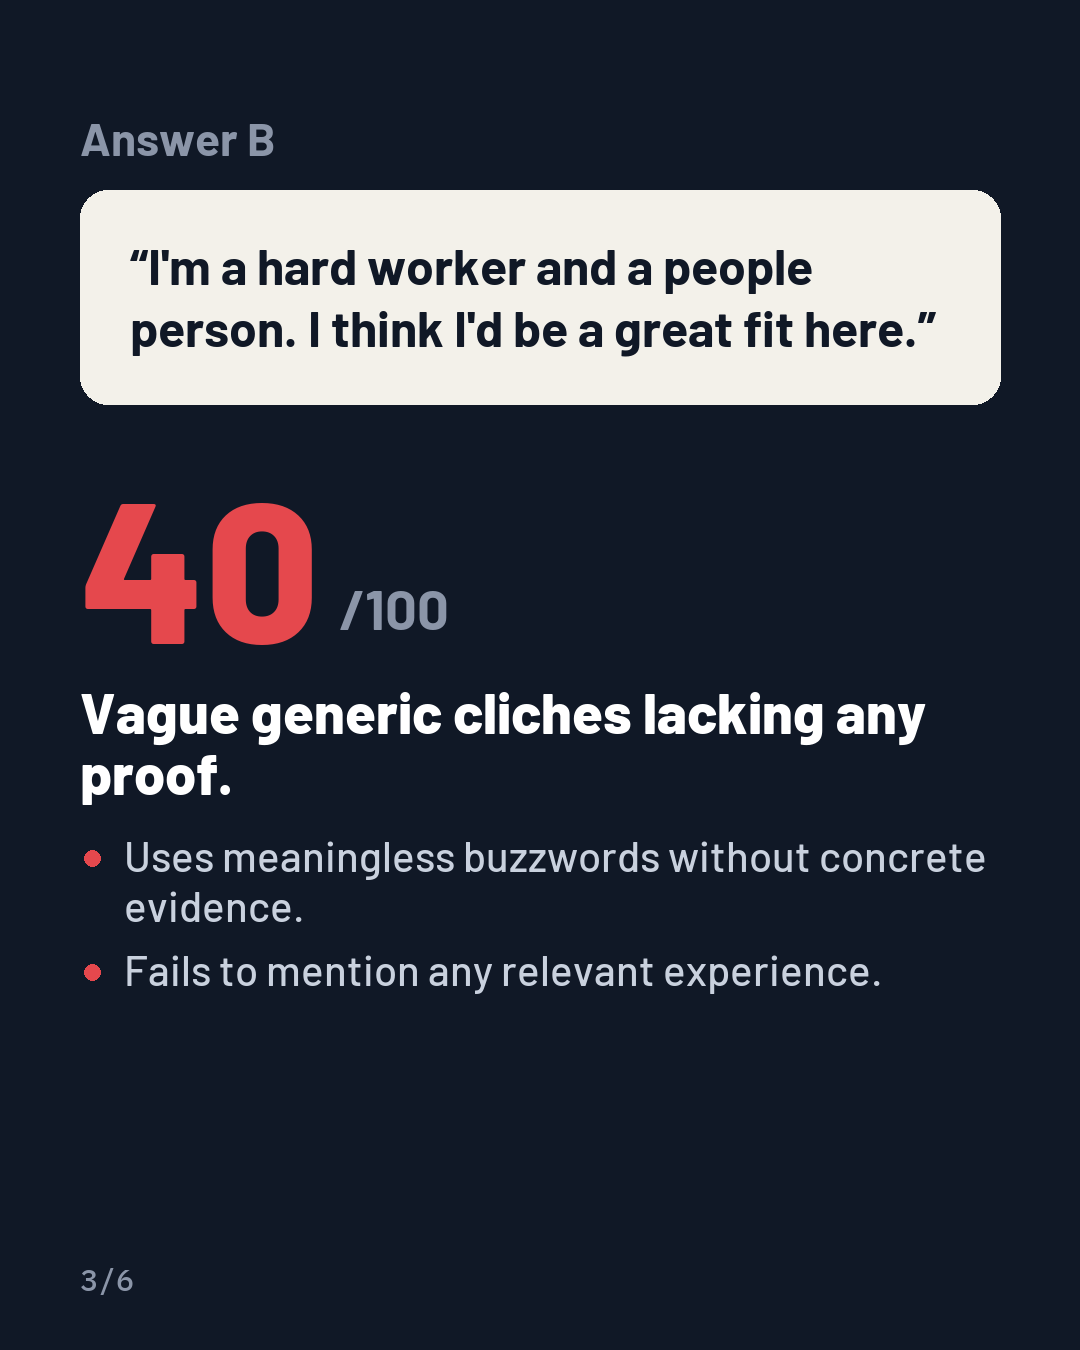 Answer B
“I'm a hard worker and a people
person. I think I'd be a great fit here.”
40 /100
Vague generic cliches lacking any
proof.
Uses meaningless buzzwords without concrete
evidence.
Fails to mention any relevant experience.
3/6